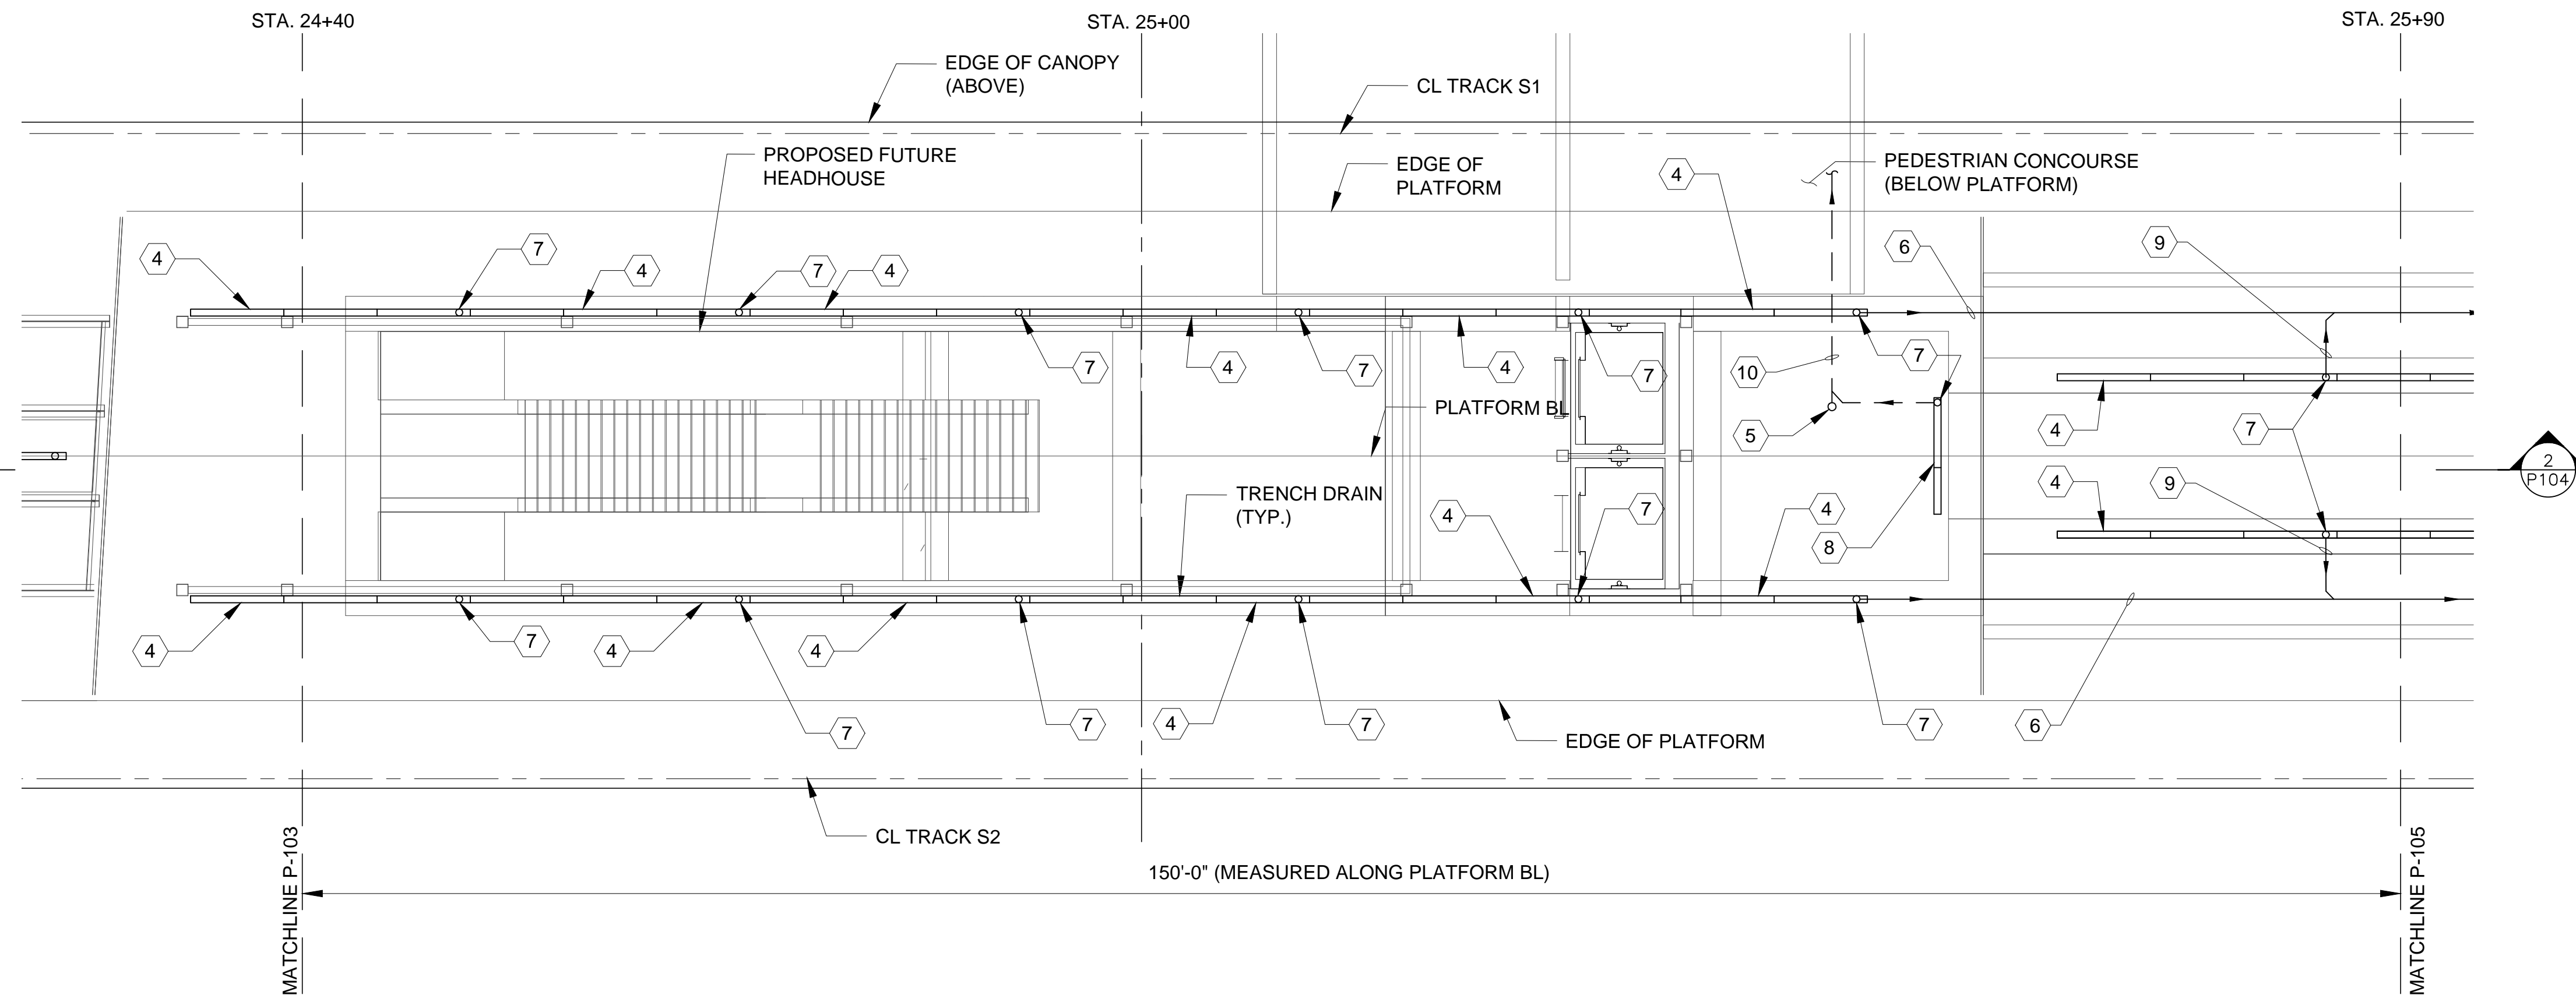 STA. 24+40
STA. 25+00
STA. 25+90
EDGE OF CANOPY
(ABOVE)
CL TRACK S1
PROPOSED FUTURE
HEADHOUSE
EDGE OF
PLATFORM
4
PEDESTRIAN CONCOURSE
(BELOW PLATFORM)
4
7
4
7
4
6
9
7
4
7
4
7
10
7
PLATFORM BL
5
4
7
TRENCH DRAIN
(TYP.)
4
7
4
8
4
9
2
P104
4
7
4
4
7
7
4
7
7
6
EDGE OF PLATFORM
CL TRACK S2
150'-0" (MEASURED ALONG PLATFORM BL)
MATCHLINE P-103
MATCHLINE P-105